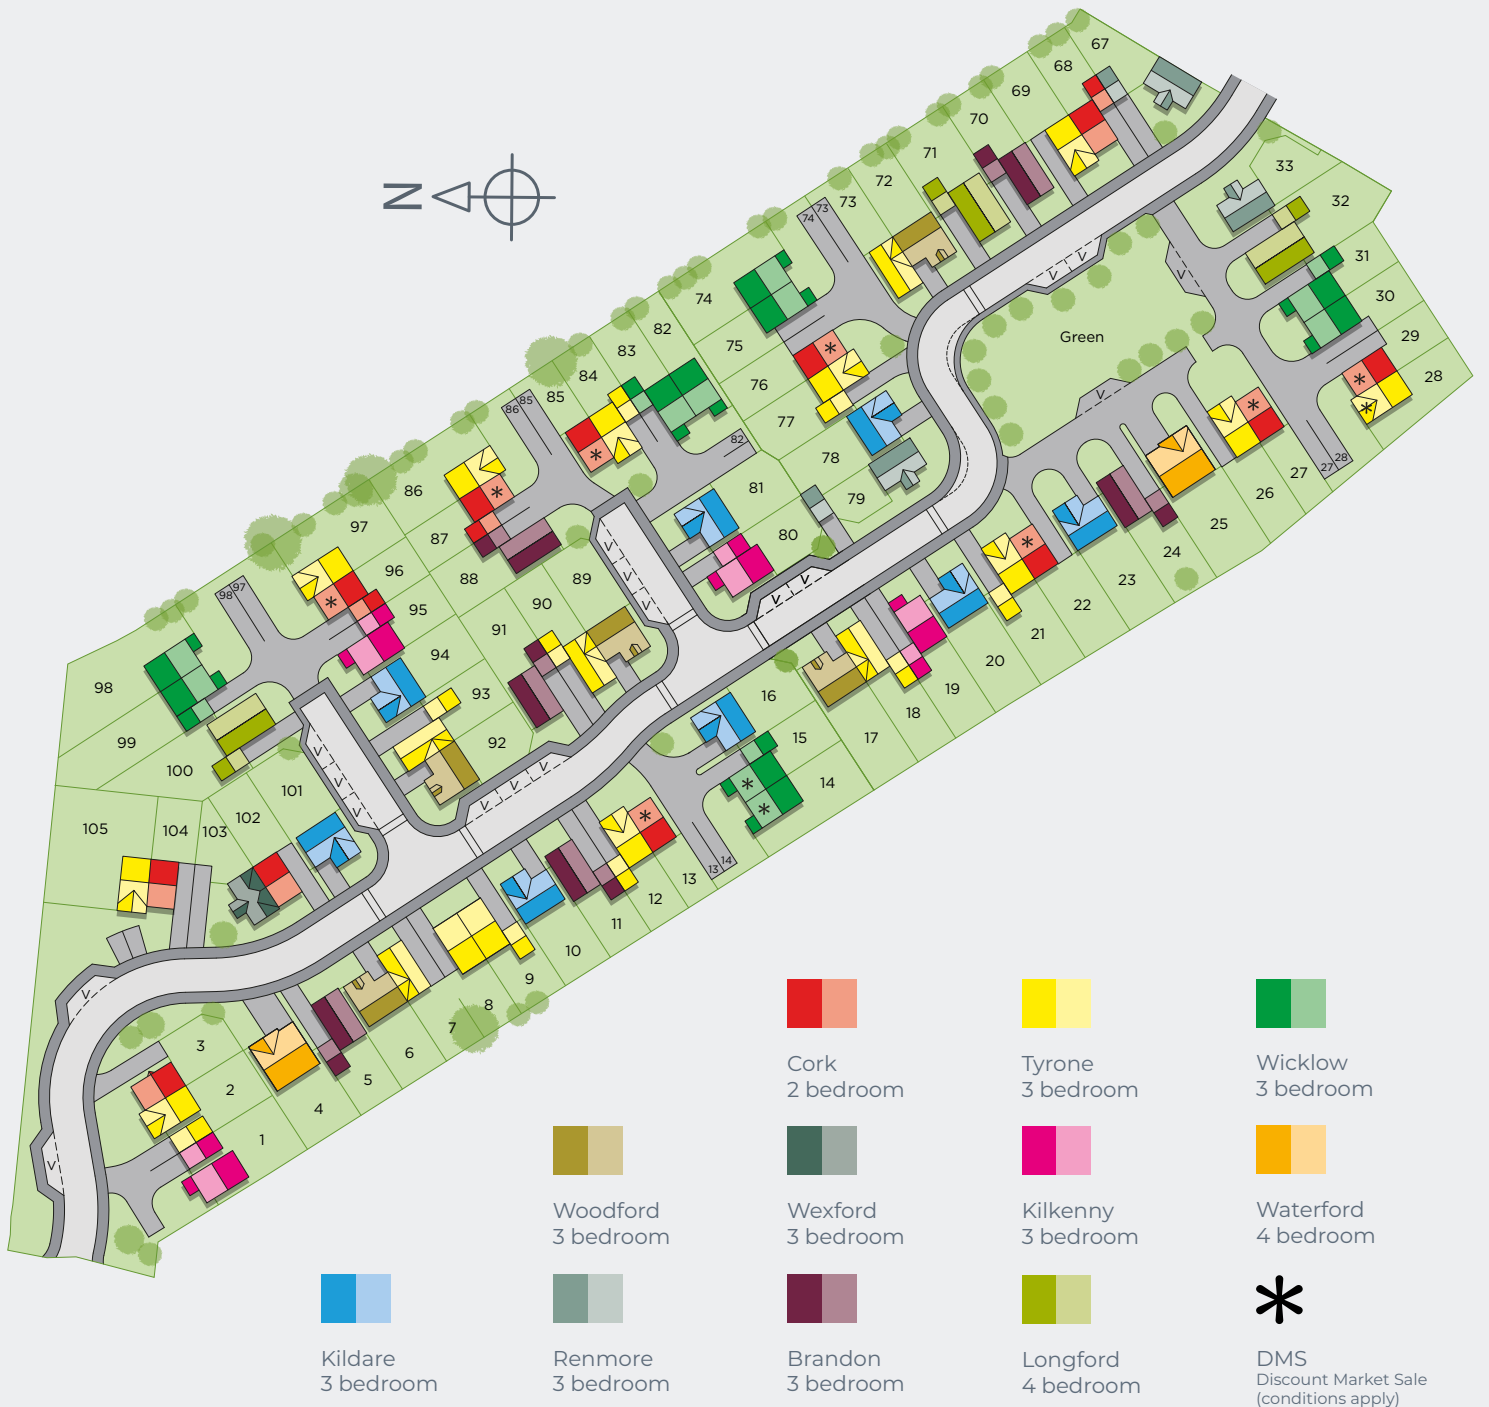 67
68
69
70
71
72
73
73
74
33
32
31
30
29
28
Green
V
V
V
V
74
75
76
77
78
79
82
83
84
85
85
86
82
81
80
86
87
88
89
90
91
92
93
94
95
96
97
97
98
N
V
V
V
V
V
28
27
27
26
25
24
23
22
21
20
19
18
17
16
15
14
14
13
13
12
11
10
9
8
7
6
5
4
3
2
1
98
99
100
101
102
103
104
105
V
V
V
V
V
V
V
V
Cork
2 bedroom
Tyrone
3 bedroom
Wicklow
3 bedroom
Woodford
3 bedroom
Wexford
3 bedroom
Kilkenny
3 bedroom
Waterford
4 bedroom
Kildare
3 bedroom
Renmore
3 bedroom
Brandon
3 bedroom
Longford
4 bedroom
DMS
Discount Market Sale
(conditions apply)